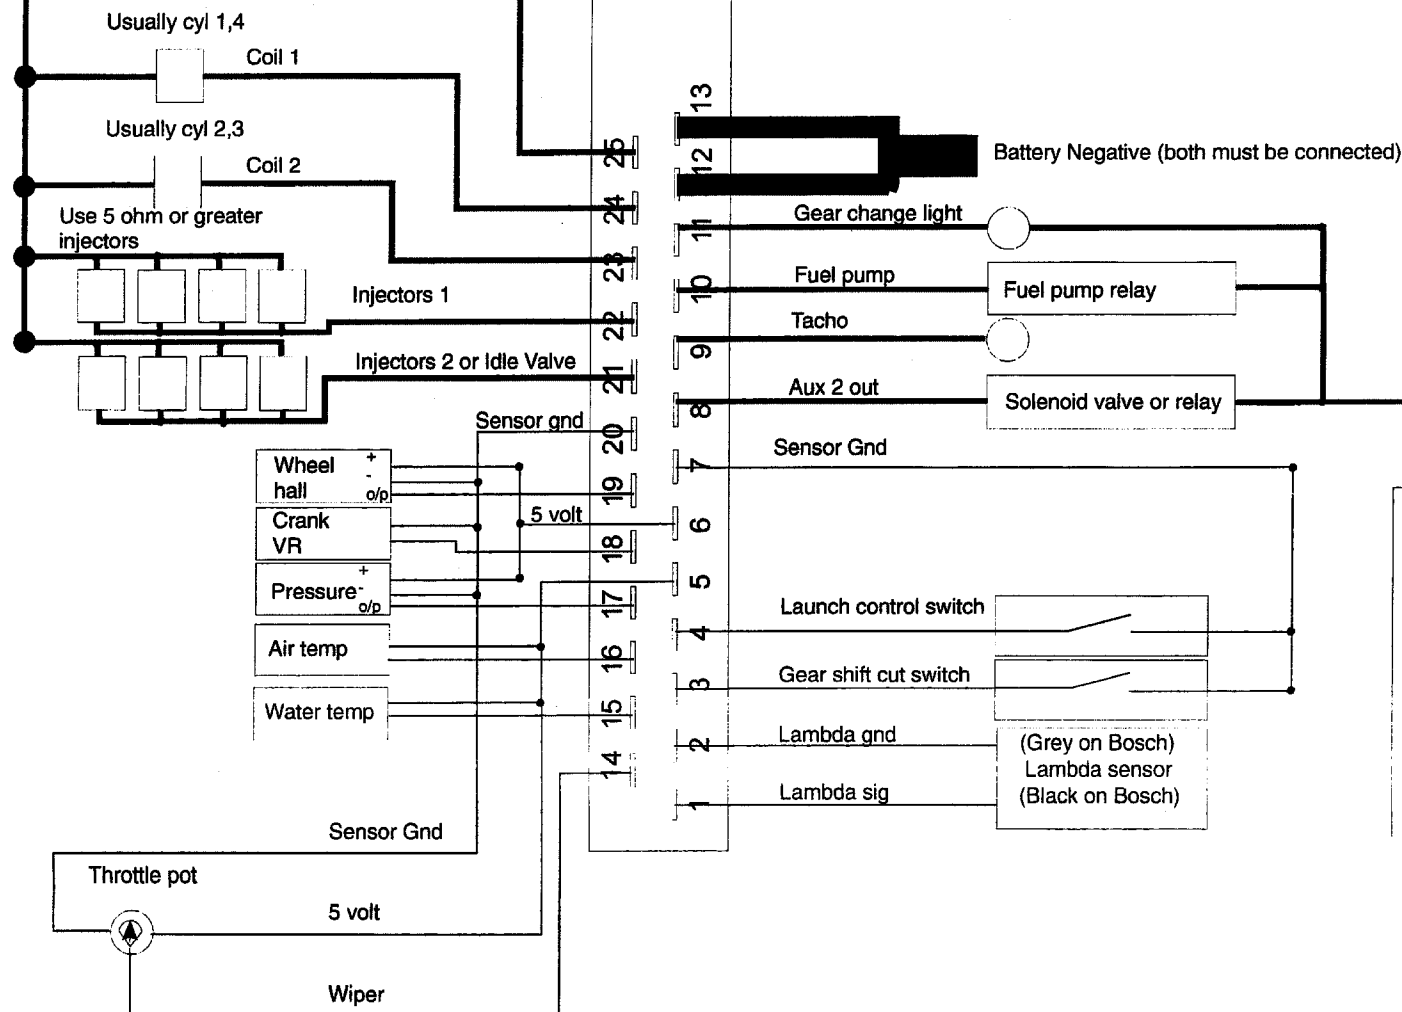 Usually cyl 1,4
Coil 1
Usually cyl 2,3
Coil 2
Use 5 ohm or greater
injectors
Injectors 1
Injectors 2 or Idle Valve
Sensor gnd
Wheel +
hall -
o/p
Crank
VR
5 volt
+
Pressure -
o/p
Air temp
Water temp
Sensor Gnd
Throttle pot
5 volt
Wiper
25
24
23
22
21
20
19
18
17
16
15
14
13
12
11
10
9
8
7
6
5
4
3
2
1
Battery Negative (both must be connected)
Gear change light
Fuel pump
Fuel pump relay
Tacho
Aux 2 out
Solenoid valve or relay
Sensor Gnd
Launch control switch
Gear shift cut switch
Lambda gnd
(Grey on Bosch)
Lambda sensor
(Black on Bosch)
Lambda sig